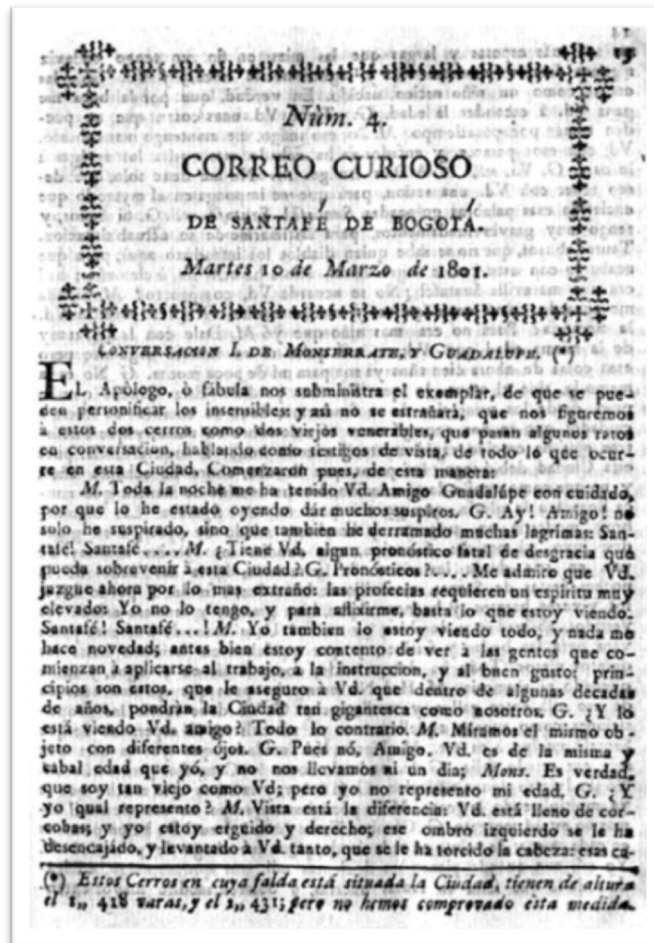 15
Núm. 4.
CORREO CURIOSO
DE SANTAFÉ DE BOGOTÁ.
Martes 10 de Marzo de 1801.
CONVERSACION I. DE MONSERRATE, Y GUADALUPE. (*)
EL Apòlogo, ò fabula nos subministra el exemplar, de que se pue-
den personificar los insensibles: y asi no se estrañará, que nos figuremos
à estos dos cerros como dos viejos venerables, que pasan algunos ratos
en conversacion, hablando como testigos de vista, de todo lo que ocur-
re en esta Ciudad. Comenzaron pues, de esta manera:
M. Toda la noche me ha tenido Vd. Amigo Guadalúpe con cuidado,
por que lo he estado oyendo dár muchos suspiros. G. Ay! Amigo! no
solo he suspirado, sino que tambien he derramado muchas lagrimas: San-
tafé! Santafé..... M. ¿Tiene Vd. algun pronóstico fatal de desgracia que
pueda sobrevenir à esta Ciudad? G. Pronósticos?.... Me admiro que Vd.
juzgue ahora por lo mas extraño: las profecias requieren un espiritu muy
elevado: Yo no lo tengo, y para aflixirme, basta lo que estoy viendo.
Santafé! Santafé...! M. Yo tambien lo estoy viendo todo, y nada me
hace novedad; antes bien estoy contento de ver à las gentes que co-
mienzan à aplicarse al trabajo, a la instruccion, y al buen gusto: prin-
cipios son estos, que le aseguro à Vd. que dentro de algunas decadas
de años, pondrán la Ciudad tan gigantesca como nosotros. G. ¿Y lo
está viendo Vd. amigo? Todo lo contrario. M. Miramos el mismo ob-
jeto con diferentes ójos. G. Pues nó, Amigo. Vd. es de la misma y
cabal edad que yó, y no nos llevamos ni un dia; Mons. Es verdad,
que soy tan viejo como Vd; pero yo no represento mi edad. G. ¿Y
yo qual represento? M. Vista está la diferencia: Vd. está lleno de cor-
cobas; y yo estoy erguido y derecho; ese ombro izquierdo se le ha
desencajado, y levantado à Vd. tanto, que se le ha torcido la cabeza: esas ca-
(*) Estos Cerros en cuya falda está situada la Ciudad, tienen de altura
el 1,, 418 varas, y el 2,, 431; pero no hemos comprovado esta medida.